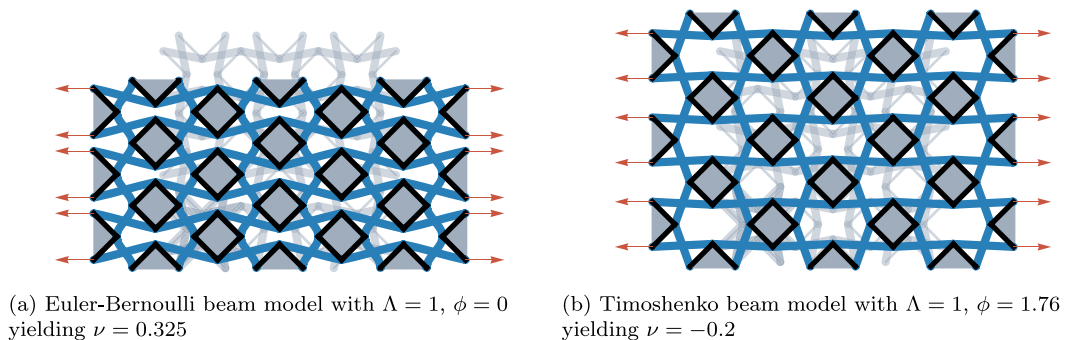 (a) Euler-Bernoulli beam model with Λ = 1, ϕ = 0
yielding ν = 0.325
(b) Timoshenko beam model with Λ = 1, ϕ = 1.76
yielding ν = −0.2